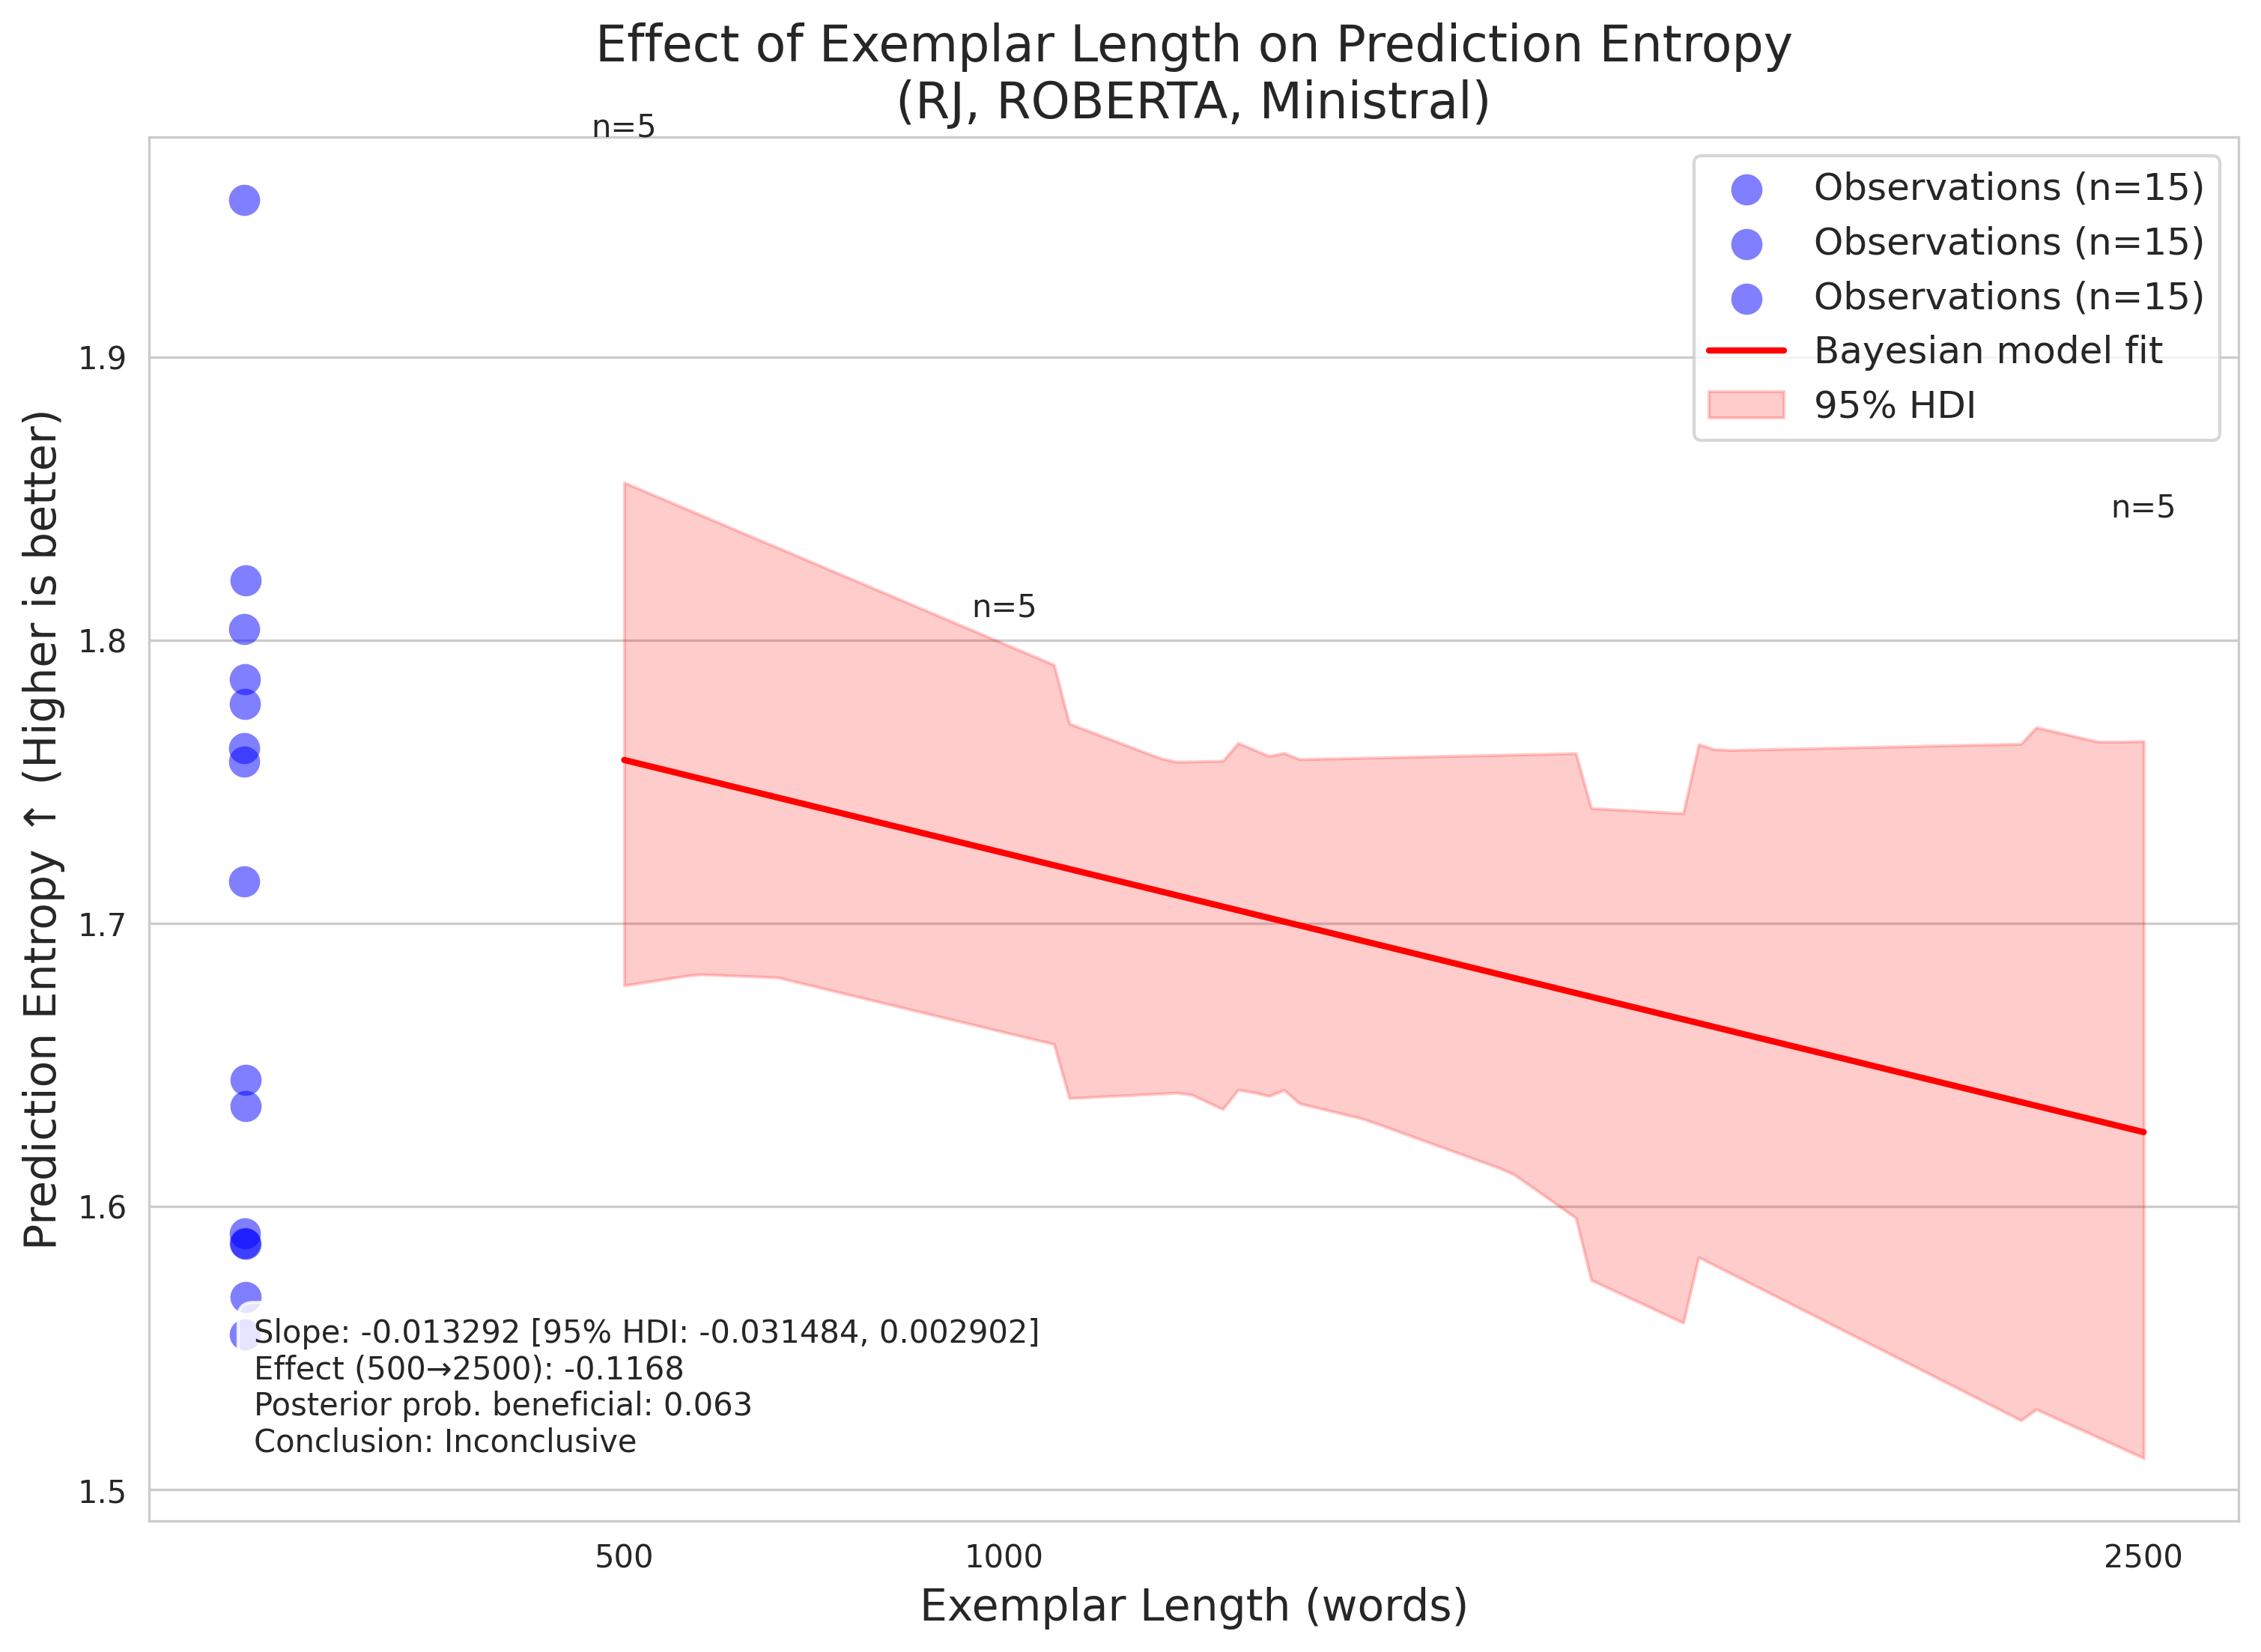 Effect of Exemplar Length on Prediction Entropy
(RJ, ROBERTA, Ministral)
n=5
Observations (n=15)
Observations (n=15)
Observations (n=15)
Bayesian model fit
95% HDI
n=5
n=5
Prediction Entropy ↑ (Higher is better)
1.9
1.8
1.7
1.6
1.5
Slope: -0.013292 [95% HDI: -0.031484, 0.002902]
Effect (500→2500): -0.1168
Posterior prob. beneficial: 0.063
Conclusion: Inconclusive
500
1000
2500
Exemplar Length (words)